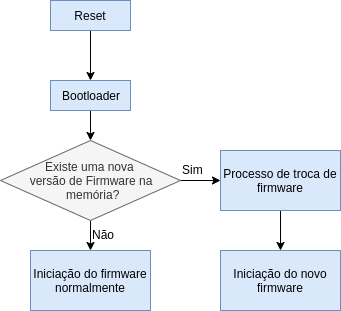 Reset
Bootloader
Existe uma nova
versão de Firmware na
memória?
Sim
Processo de troca de
firmware
Não
Iniciação do firmware
normalmente
Iniciação do novo
firmware